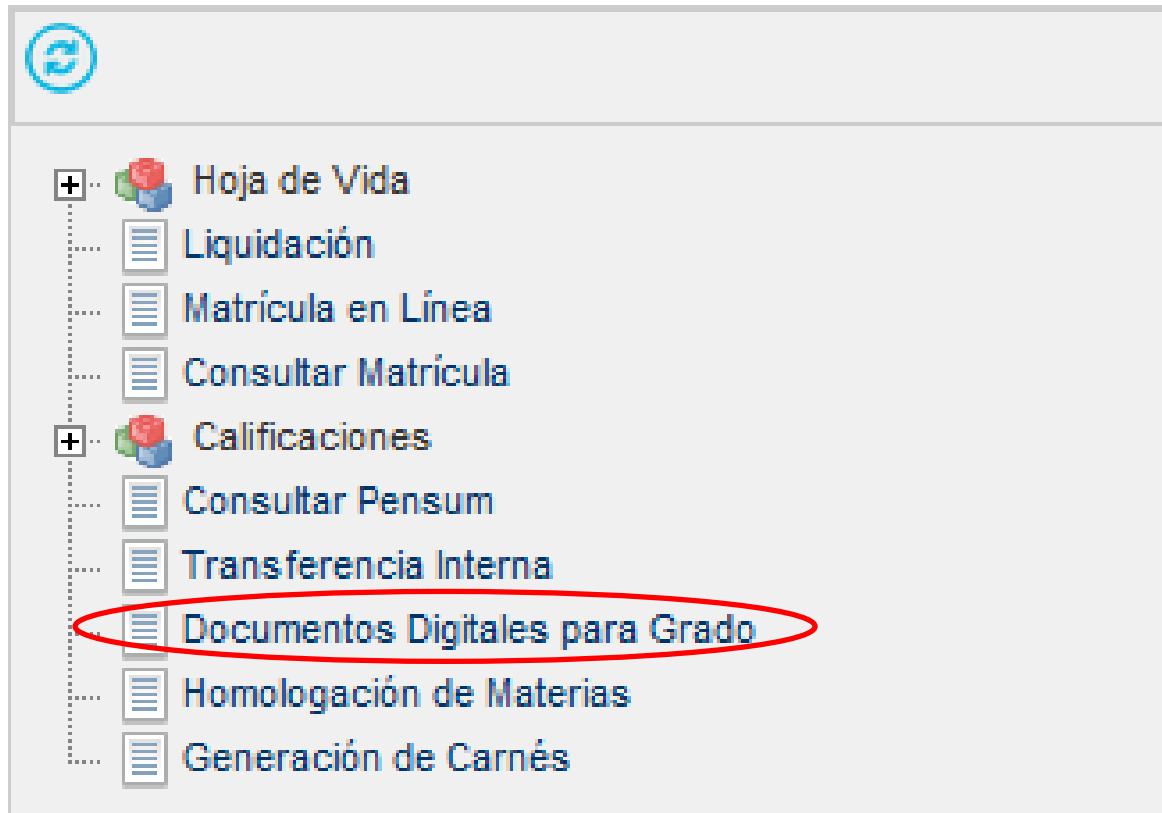 Hoja de Vida
Liquidación
Matrícula en Línea
Consultar Matrícula
Calificaciones
Consultar Pensum
Transferencia Interna
Documentos Digitales para Grado
Homologación de Materias
Generación de Carnés